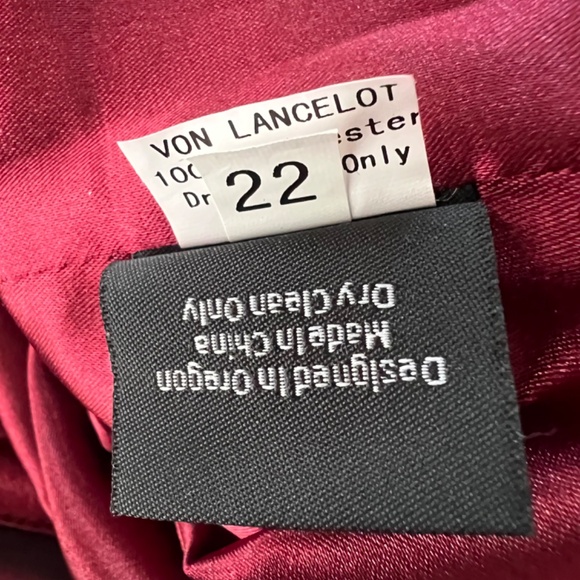 VON LANCELOT
100 ester
Dr Only
22
Designed In Oregon
Made In China
Dry Clean Only